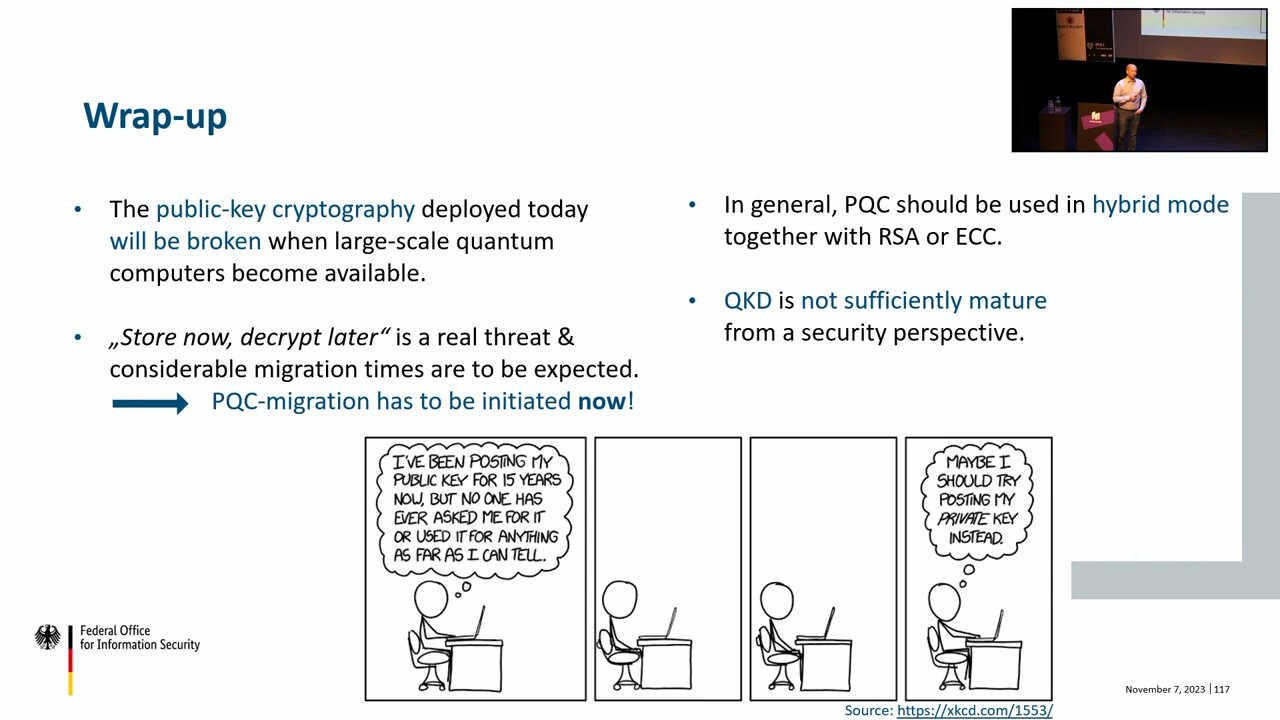 Wrap-up
• The public-key cryptography deployed today
will be broken when large-scale quantum
computers become available.
• „Store now, decrypt later“ is a real threat &
considerable migration times are to be expected.
PQC-migration has to be initiated now!
• In general, PQC should be used in hybrid mode
together with RSA or ECC.
• QKD is not sufficiently mature
from a security perspective.
I'VE BEEN POSTING MY
PUBLIC KEY FOR 15 YEARS
NOW, BUT NO ONE HAS
EVER ASKED ME FOR IT
OR USED IT FOR ANYTHING
AS FAR AS I CAN TELL.
MAYBE I
SHOULD TRY
POSTING MY
PRIVATE KEY
INSTEAD.
Federal Office
for Information Security
November 7, 2023 | 117
Source: https://xkcd.com/1553/
for Information Security